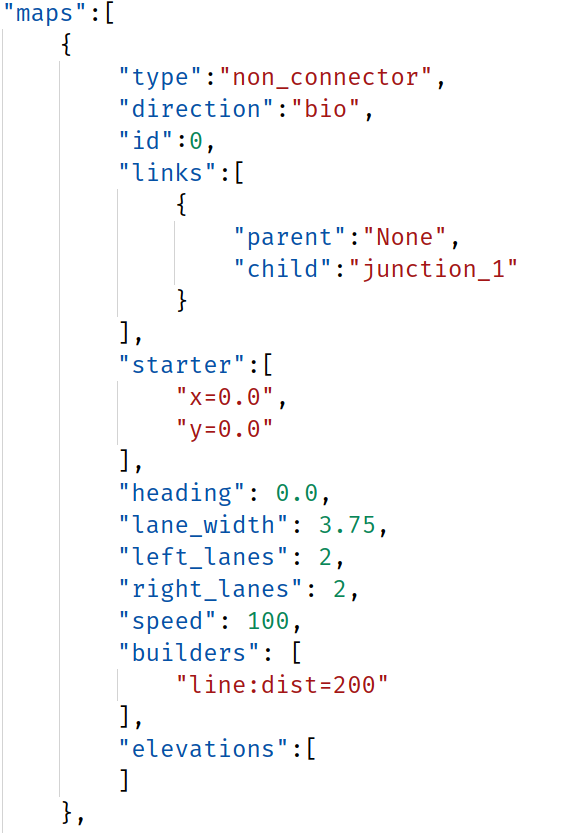 "maps":[
    {
        "type":"non_connector",
        "direction":"bio",
        "id":0,
        "links":[
            {
                "parent":"None",
                "child":"junction_1"
            }
        ],
        "starter":[
            "x=0.0",
            "y=0.0"
        ],
        "heading": 0.0,
        "lane_width": 3.75,
        "left_lanes": 2,
        "right_lanes": 2,
        "speed": 100,
        "builders": [
            "line:dist=200"
        ],
        "elevations":[
        ]
    },